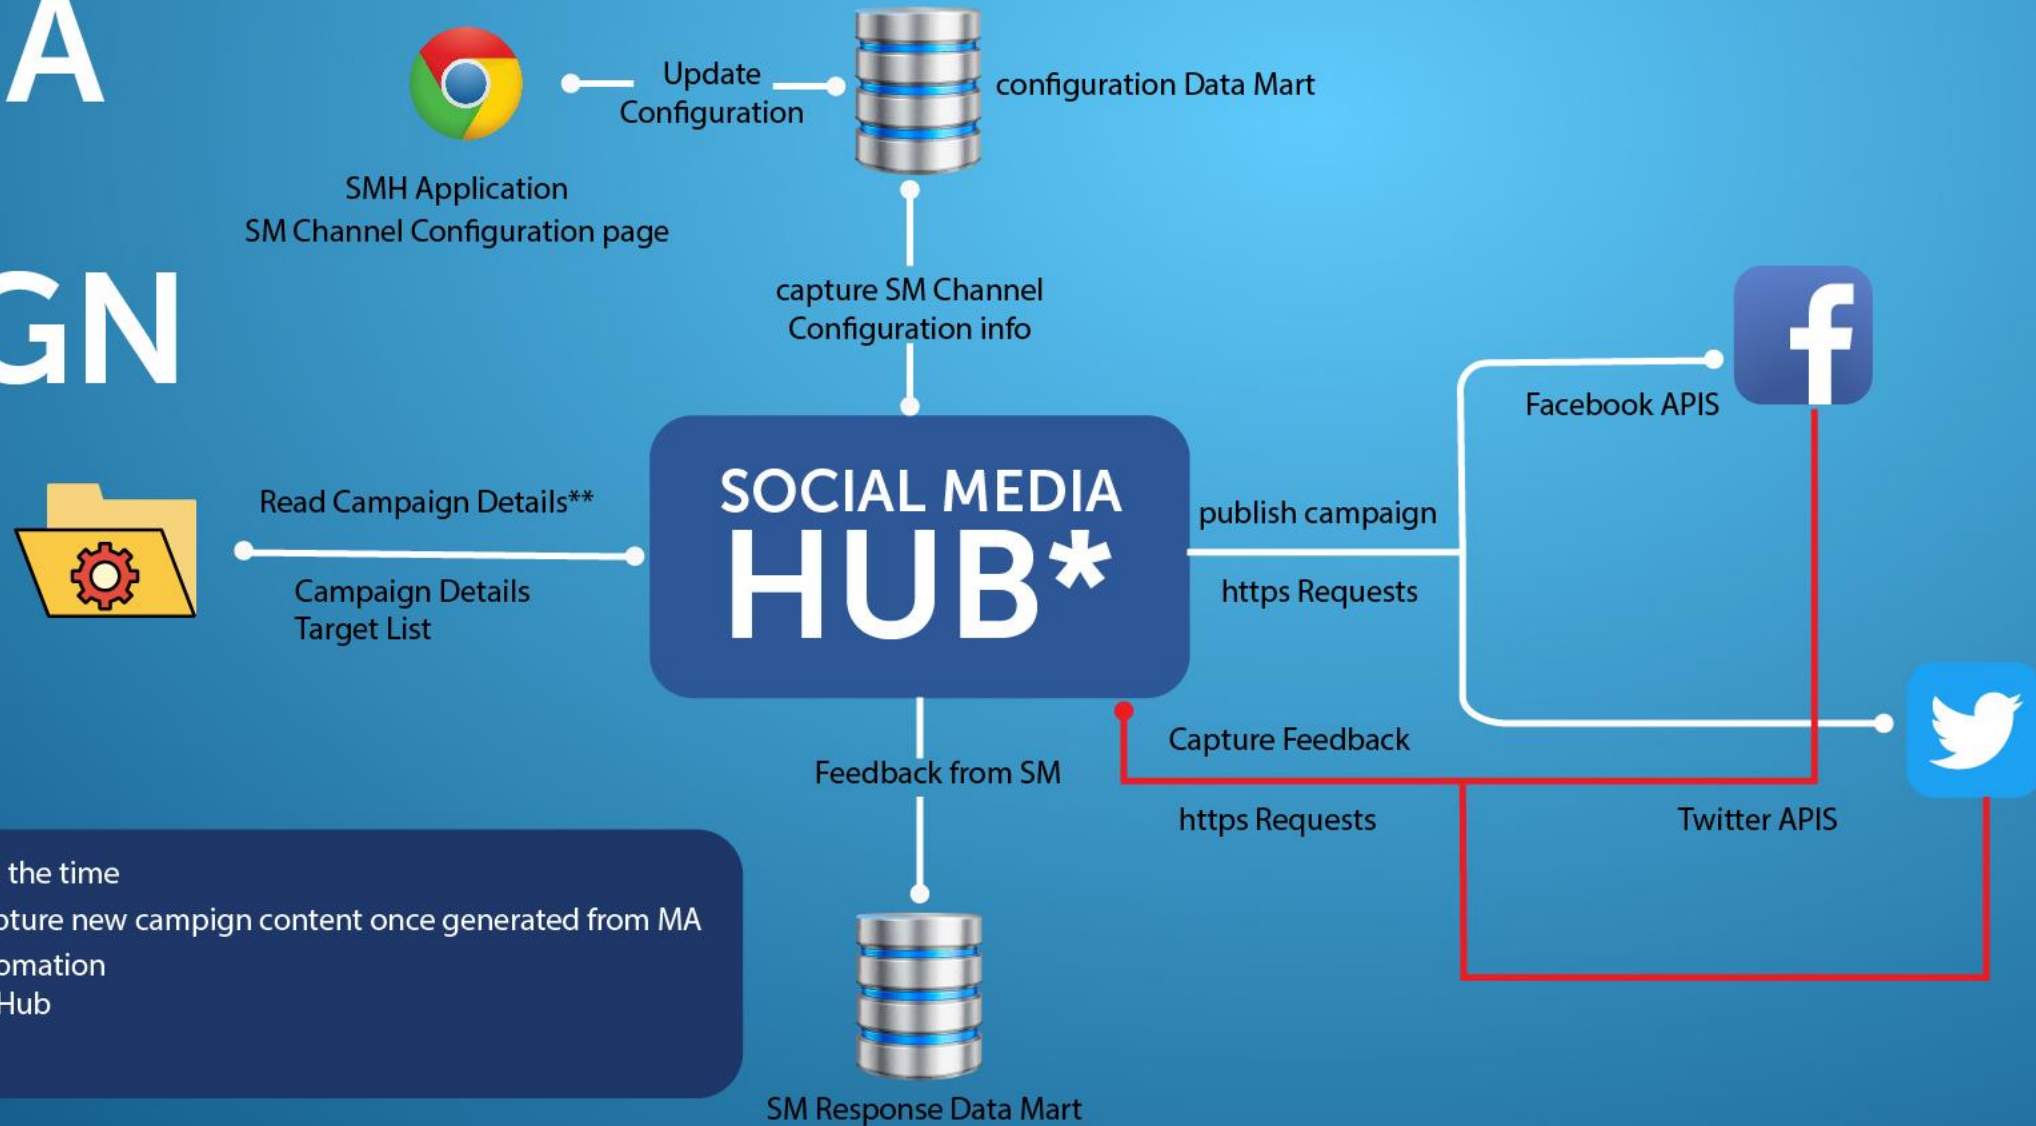 A
Update
Configuration
configuration Data Mart
SMH Application
SM Channel Configuration page
capture SM Channel
Configuration info
GN
Facebook APIS
Read Campaign Details**
Campaign Details
Target List
SOCIAL MEDIA
HUB*
publish campaign
https Requests
Capture Feedback
https Requests
Twitter APIS
Feedback from SM
the time
pture new campign content once generated from MA
omation
Hub
SM Response Data Mart